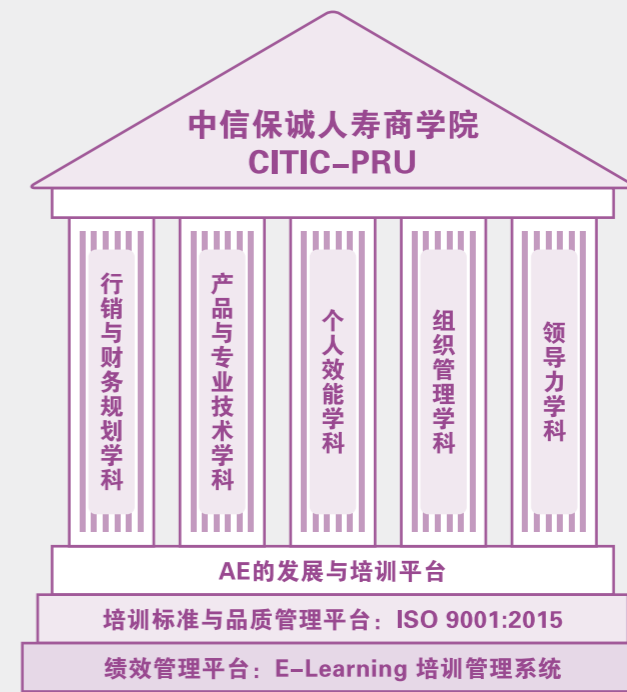 中信保诚人寿商学院
CITIC–PRU
行销与财务规划学科
产品与专业技术学科
个人效能学科
组织管理学科
领导力学科
AE的发展与培训平台
培训标准与品质管理平台：ISO 9001:2015
绩效管理平台：E–Learning 培训管理系统